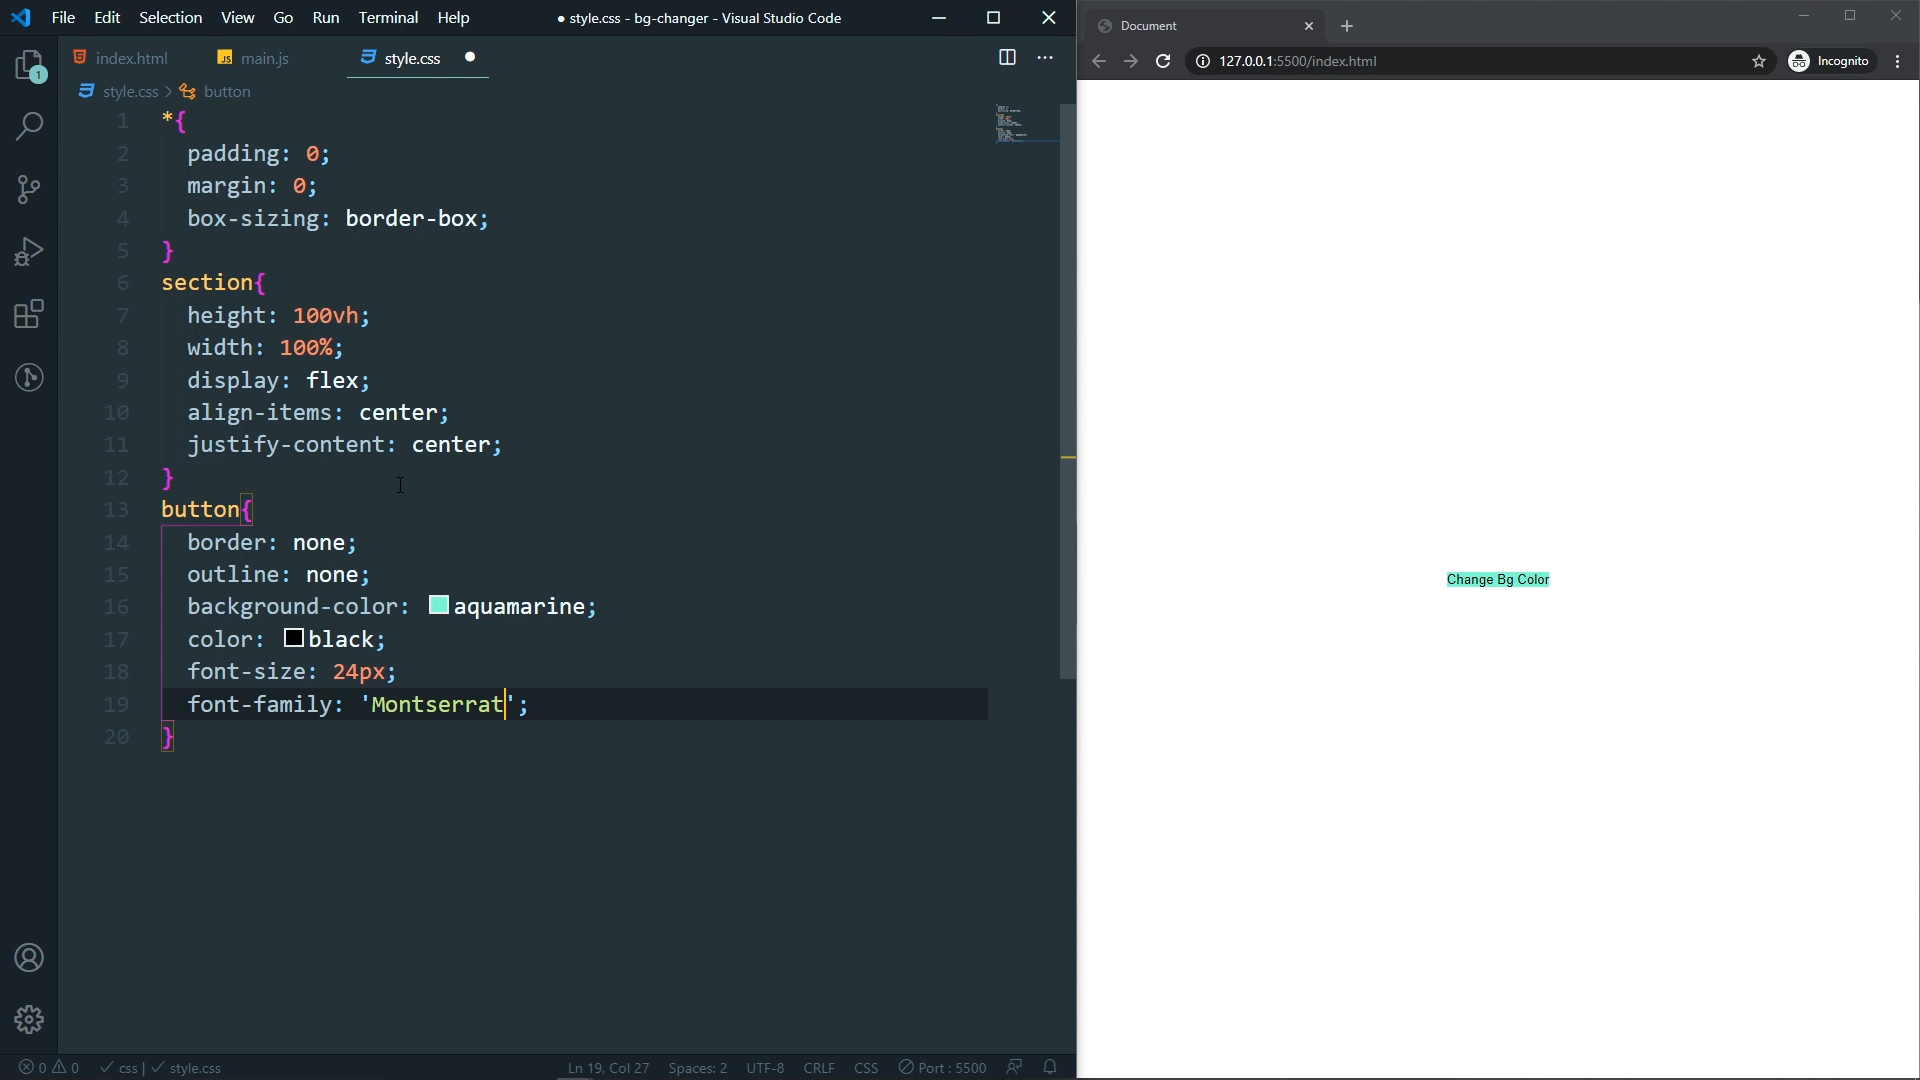 File Edit Selection View Go Run Terminal Help
● style.css - bg-changer - Visual Studio Code
index.html
JS main.js
style.css ●
style.css > button
1 *{
2 padding: 0;
3 margin: 0;
4 box-sizing: border-box;
5 }
6 section{
7 height: 100vh;
8 width: 100%;
9 display: flex;
10 align-items: center;
11 justify-content: center;
12 }
13 button{
14 border: none;
15 outline: none;
16 background-color: aquamarine;
17 color: black;
18 font-size: 24px;
19 font-family: 'Montserrat';
20 }
1
0 0 css | style.css
Ln 19, Col 27 Spaces: 2 UTF-8 CRLF CSS Port : 5500
Document
127.0.0.1:5500/index.html
Incognito
Change Bg Color